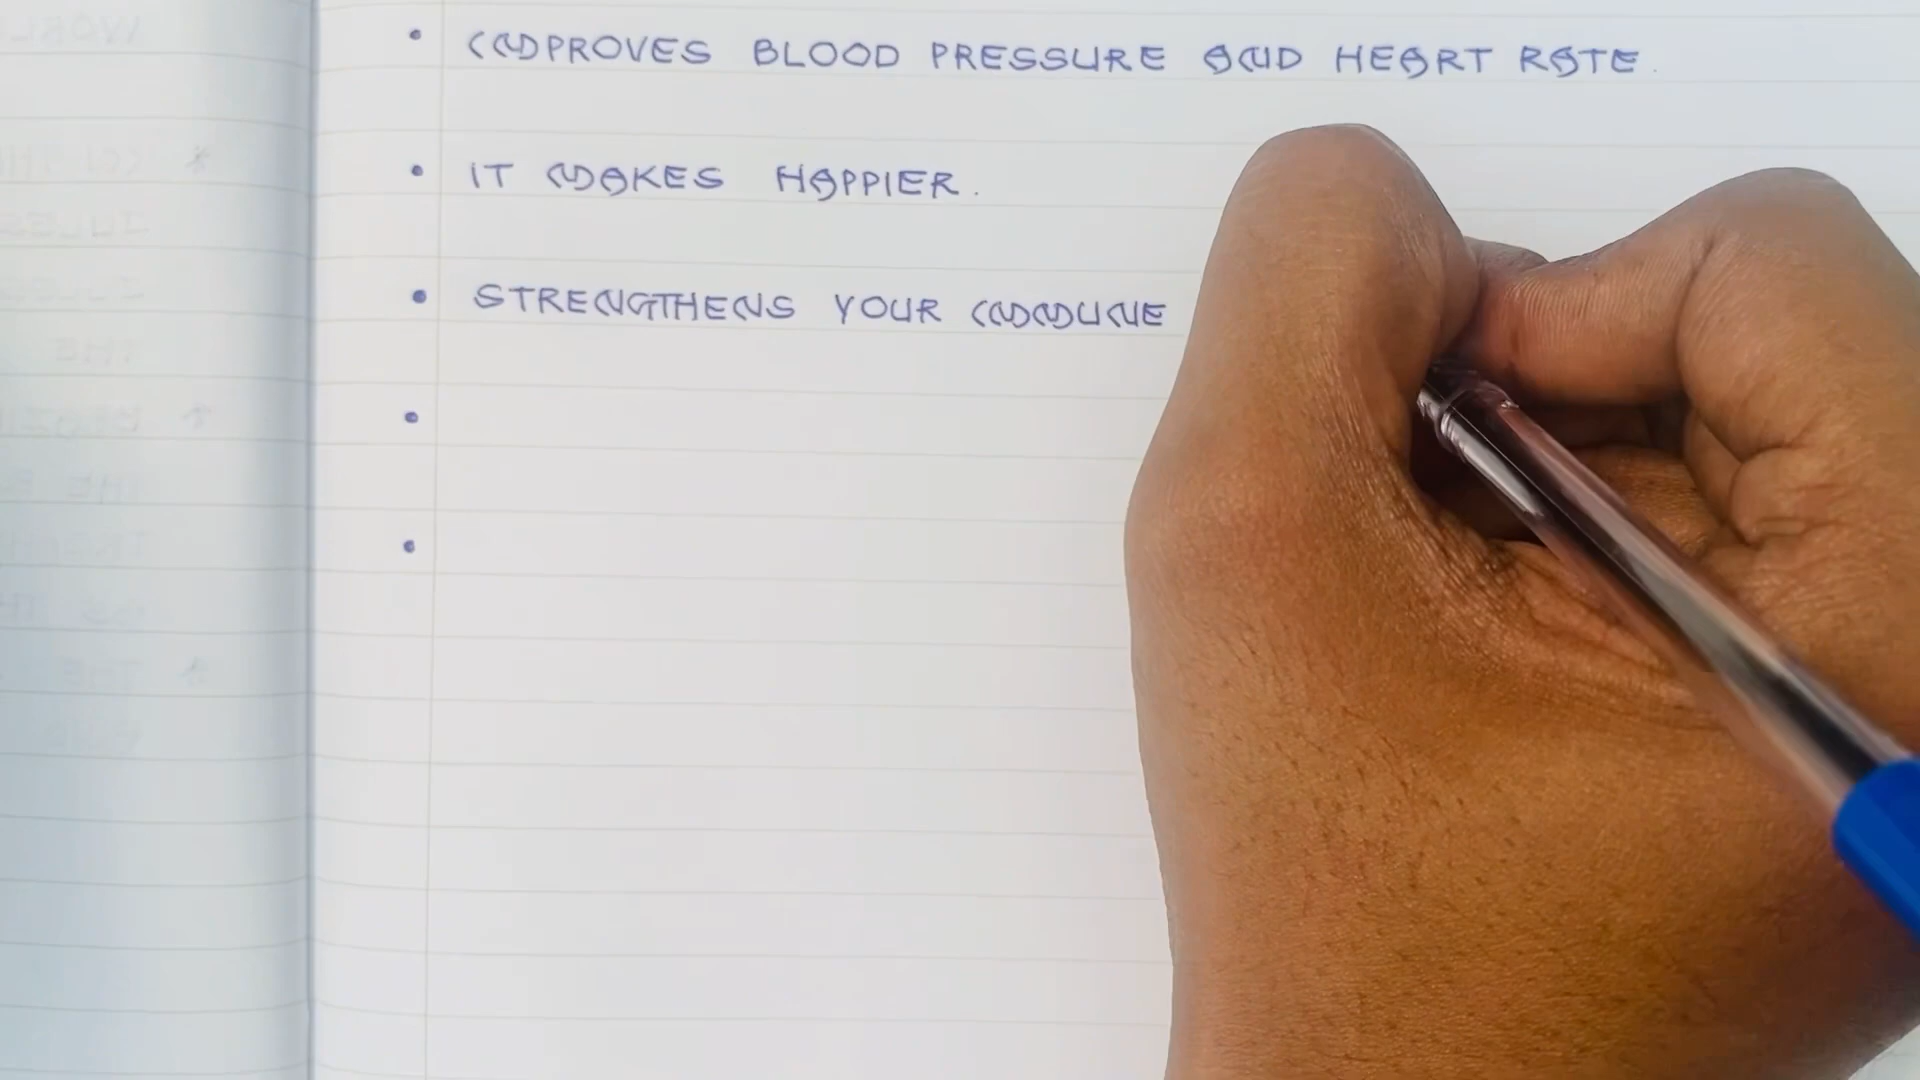 • IMPROVES BLOOD PRESSURE AND HEART RATE.
• IT MAKES HAPPIER.
• STRENGTHENS YOUR IMMUNE
•
•